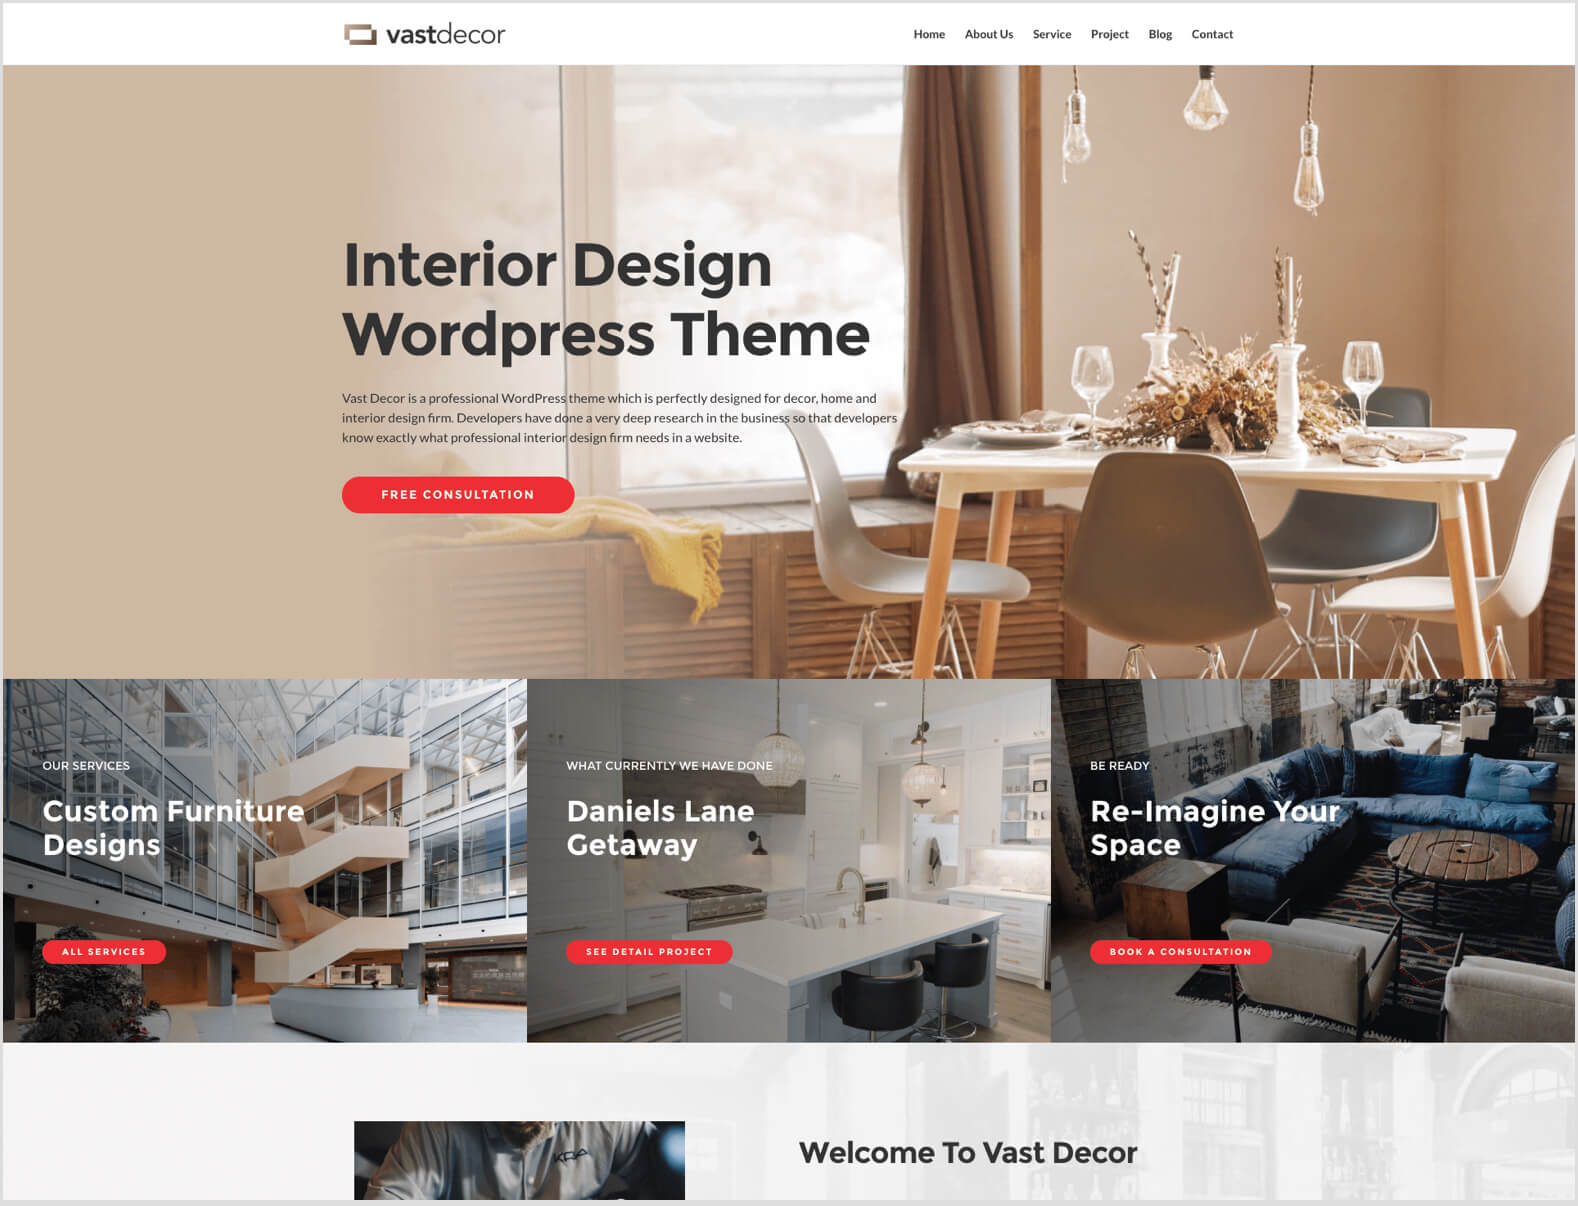 vastdecor
Home About Us Service Project Blog Contact
Interior Design
Wordpress Theme
Vast Decor is a professional WordPress theme which is perfectly designed for decor, home and
interior design firm. Developers have done a very deep research in the business so that developers
know exactly what professional interior design firm needs in a website.
FREE CONSULTATION
OUR SERVICES
Custom Furniture
Designs
ALL SERVICES
WHAT CURRENTLY WE HAVE DONE
Daniels Lane
Getaway
SEE DETAIL PROJECT
BE READY
Re-Imagine Your
Space
BOOK A CONSULTATION
KRA
Welcome To Vast Decor